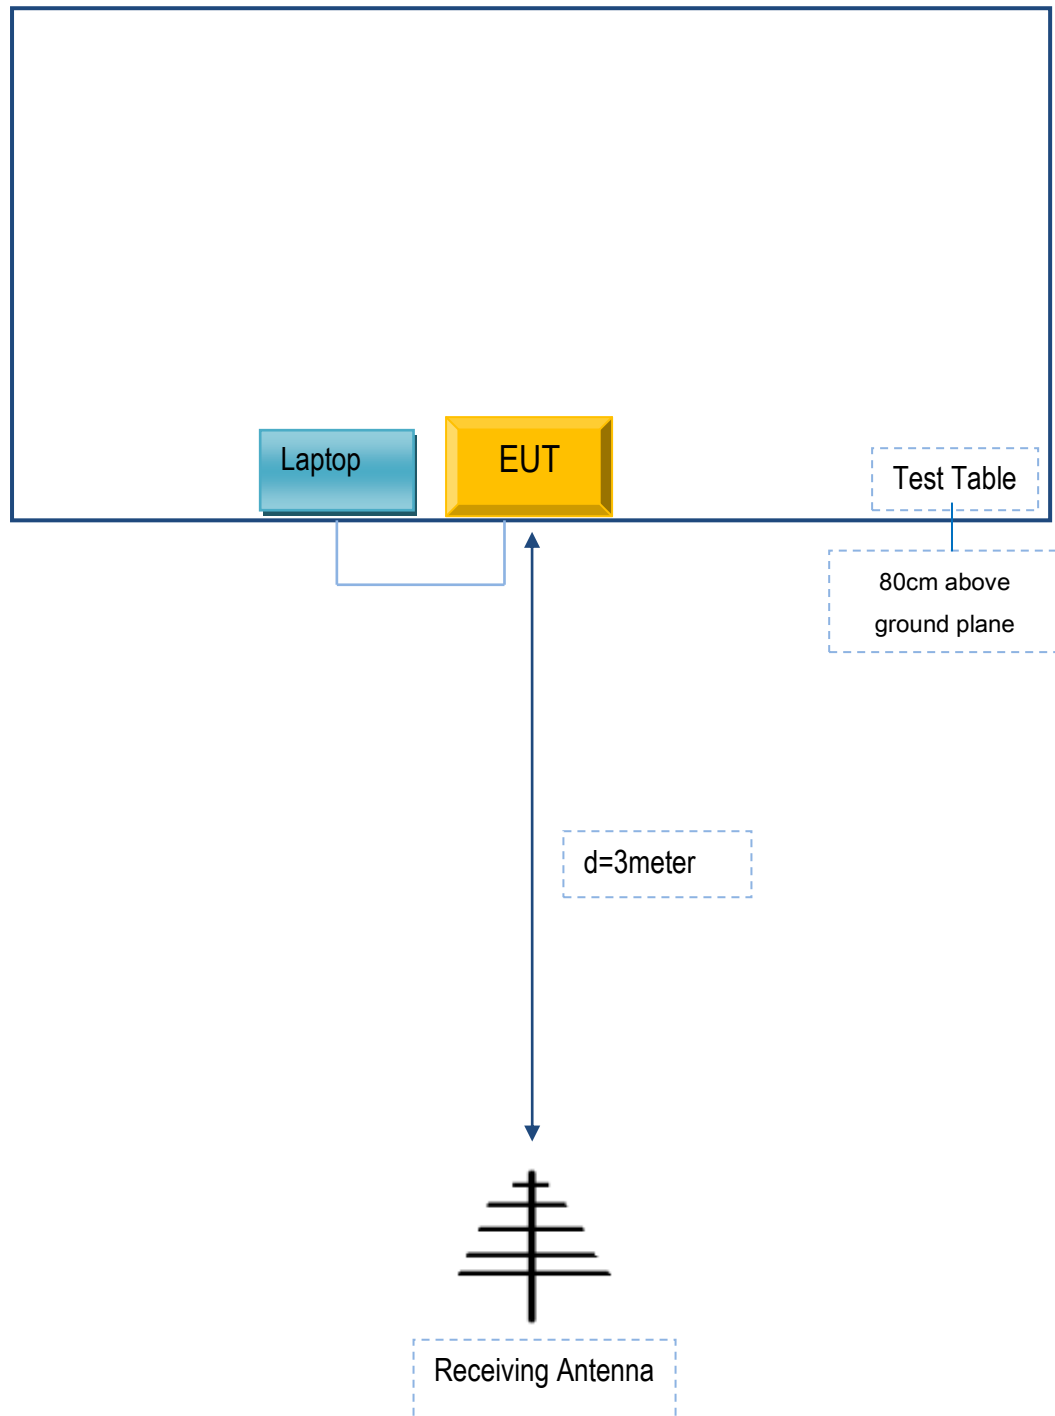 Laptop
EUT
Test Table
80cm above
ground plane
d=3meter
Receiving Antenna